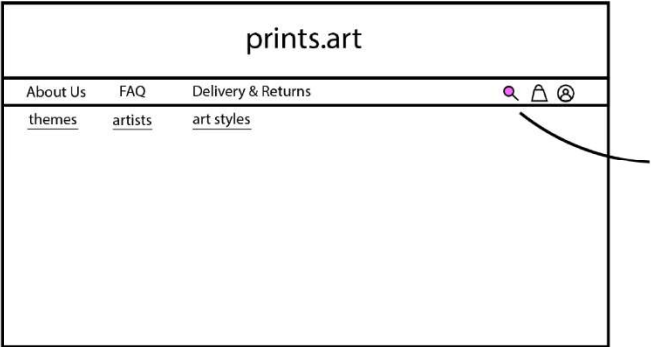 prints.art
About Us FAQ Delivery & Returns
themes artists art styles